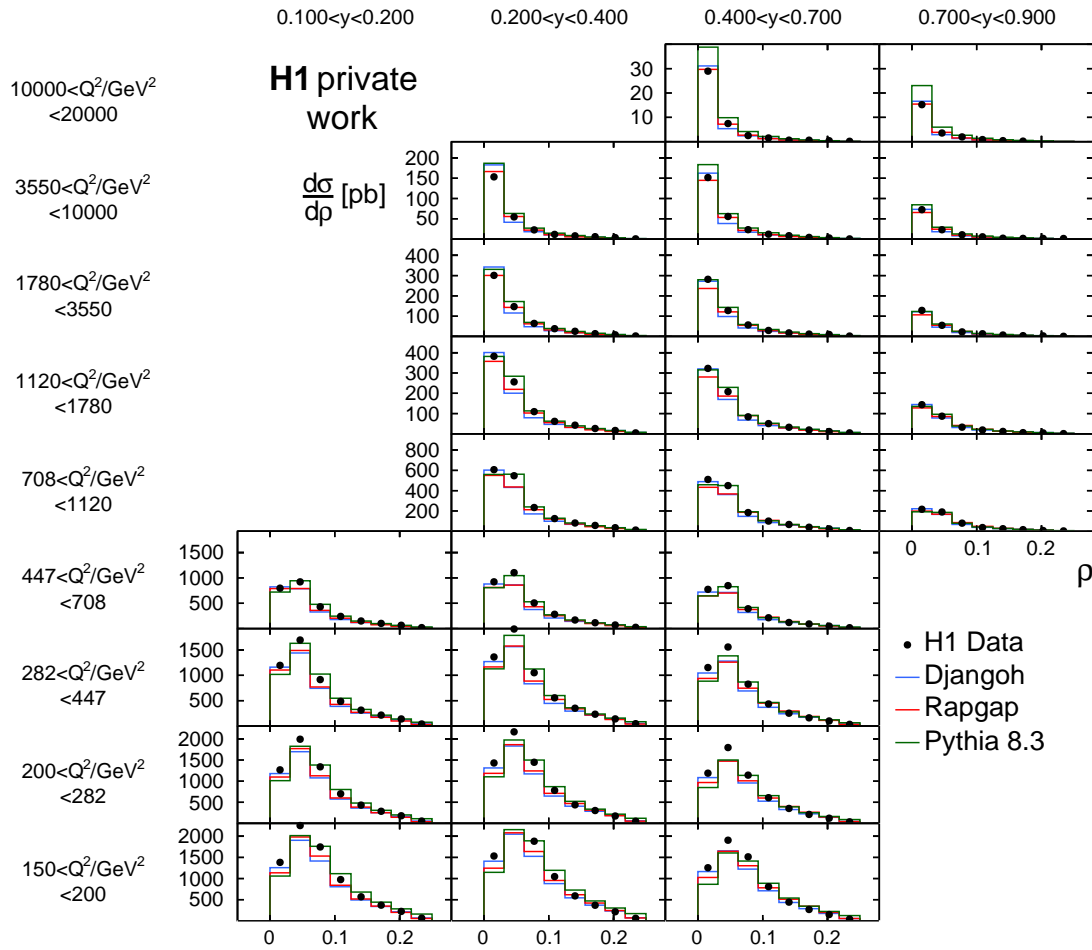 0.100<y<0.200 0.200<y<0.400 0.400<y<0.700 0.700<y<0.900
10000<Q²/GeV²
<20000
H1 private
work
30
20
10
3550<Q²/GeV²
<10000
dσ
dρ [pb]
200
150
100
50
1780<Q²/GeV²
<3550
400
300
200
100
1120<Q²/GeV²
<1780
400
300
200
100
708<Q²/GeV²
<1120
800
600
400
200
0 0.1 0.2
ρ
447<Q²/GeV²
<708
1500
1000
500
282<Q²/GeV²
<447
1500
1000
500
200<Q²/GeV²
<282
2000
1500
1000
500
150<Q²/GeV²
<200
2000
1500
1000
500
0 0.1 0.2 0 0.1 0.2 0 0.1 0.2
H1 Data
Djangoh
Rapgap
Pythia 8.3